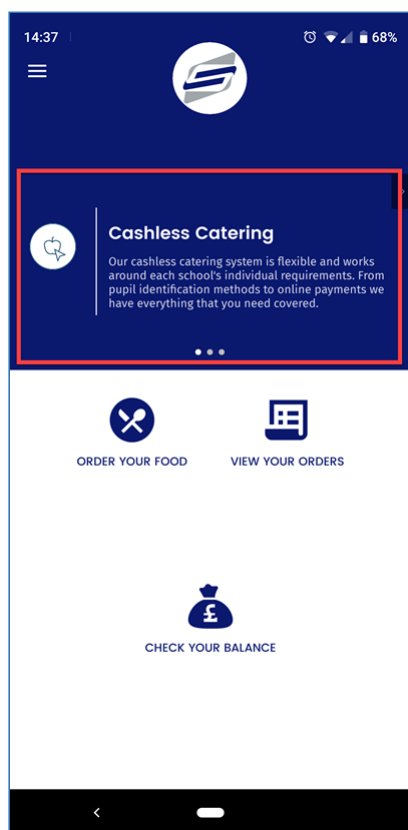 14:37
68%
Cashless Catering
Our cashless catering system is flexible and works
around each school's individual requirements. From
pupil identification methods to online payments we
have everything that you need covered.
ORDER YOUR FOOD
VIEW YOUR ORDERS
£
CHECK YOUR BALANCE